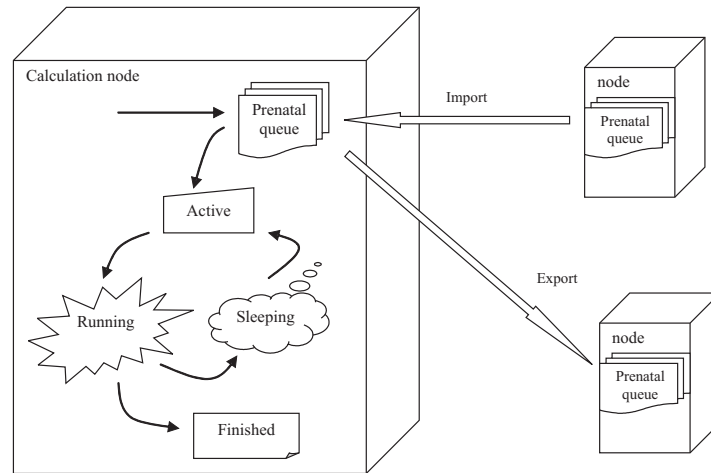 Calculation node
Prenatal
queue
Import
node
Prenatal
queue
Active
Running
Sleeping
Export
node
Prenatal
queue
Finished